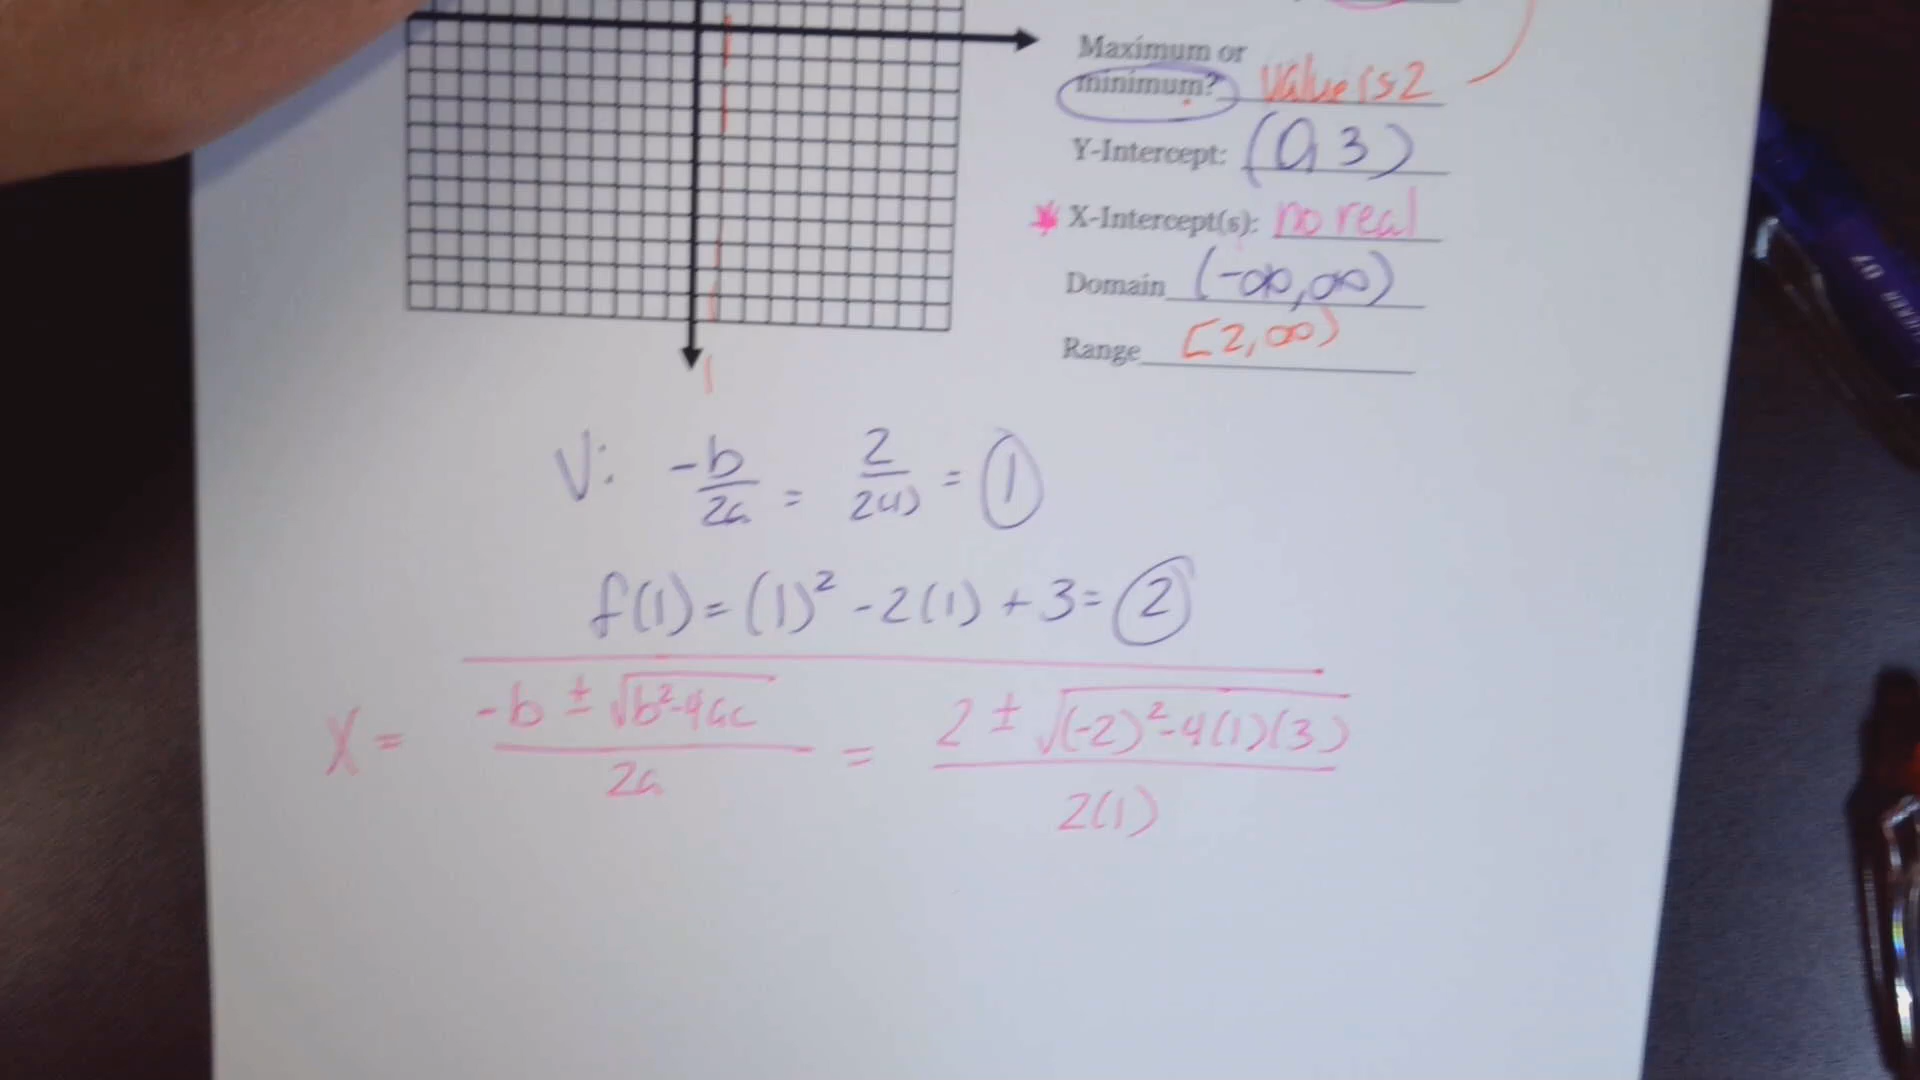 Maximum or
minimum? Value is 2
Y-Intercept: (0, 3)
* X-Intercept(s): no real
Domain (-∞, ∞)
Range [2, ∞)
V: -b/2a = 2/2(1) = 1
f(1) = (1)² - 2(1) + 3 = 2
X = -b ± √b²-4ac / 2a = 2 ± √(-2)²-4(1)(3) / 2(1)